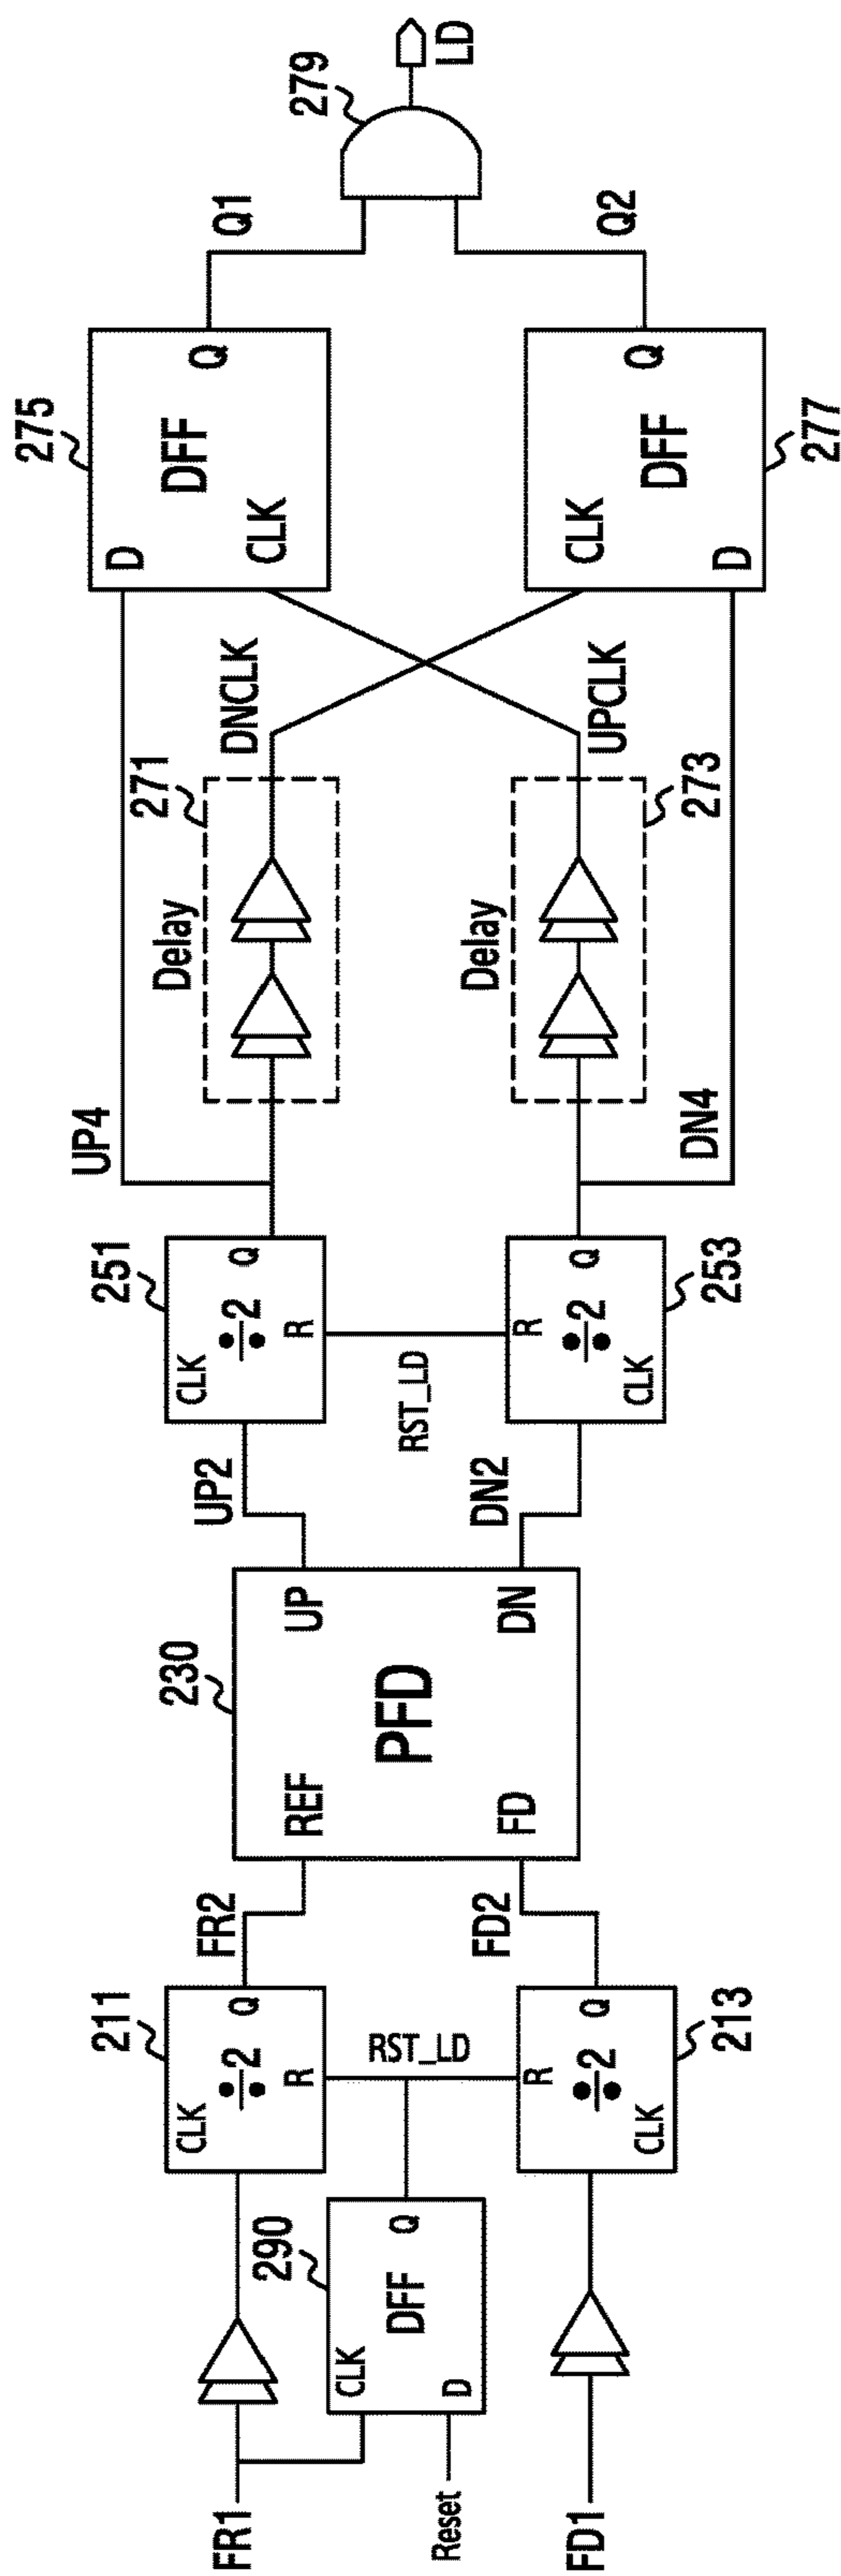 FR1
Reset
FD1
290
CLK
DFF
D
Q
211
CLK
÷2
Q
R
RST_LD
213
R
÷2
CLK
Q
FR2
FD2
230
REF
UP
PFD
FD
DN
UP2
DN2
251
CLK
÷2
Q
R
RST_LD
253
R
÷2
CLK
Q
UP4
DN4
Delay
271
DNCLK
Delay
273
UPCLK
275
D
DFF
Q
CLK
277
CLK
DFF
Q
D
Q1
Q2
279
LD